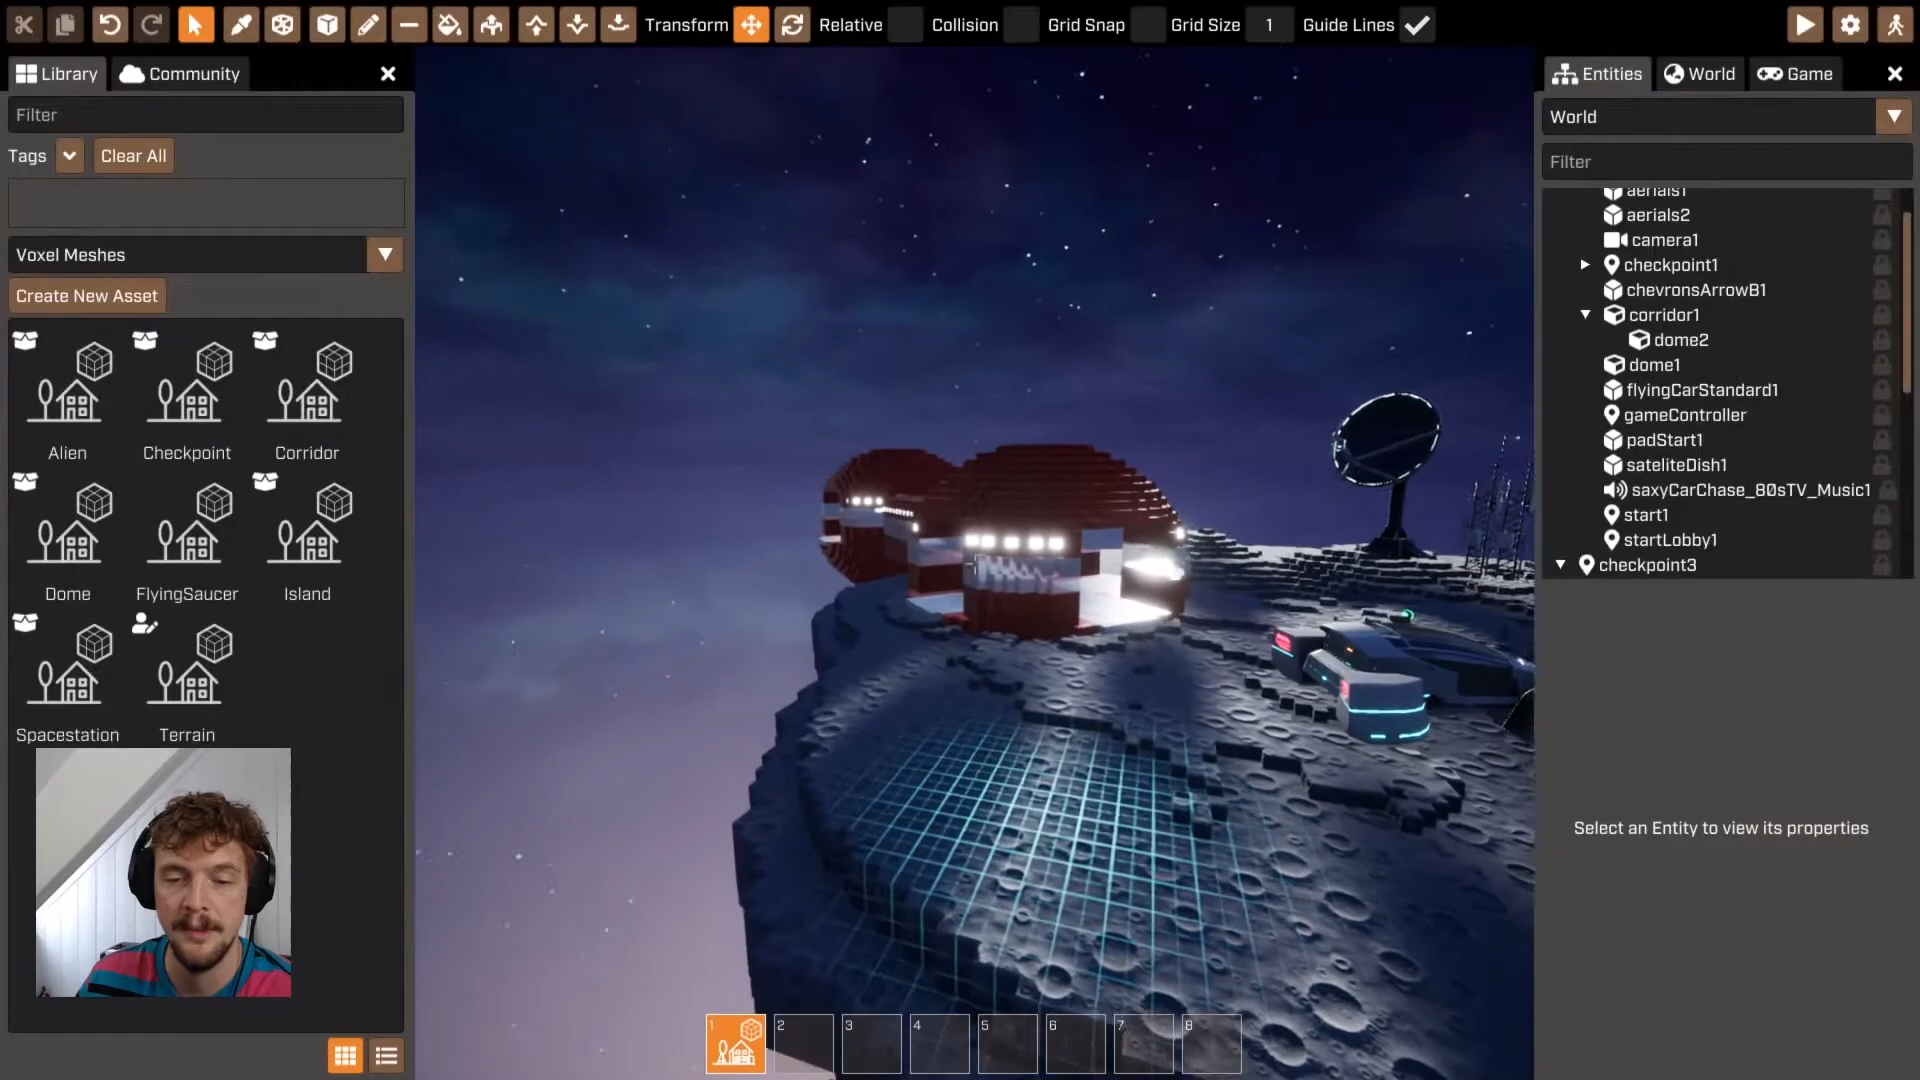 Transform
Relative
Collision
Grid Snap
Grid Size
1
Guide Lines
Library
Community
Filter
Tags
Clear All
Voxel Meshes
Create New Asset
Alien
Checkpoint
Corridor
Dome
FlyingSaucer
Island
Spacestation
Terrain
1
2
3
4
5
6
7
8
Entities
World
Game
World
Filter
aerials1
aerials2
camera1
checkpoint1
chevronsArrowB1
corridor1
dome2
dome1
flyingCarStandard1
gameController
padStart1
sateliteDish1
saxyCarChase_80sTV_Music1
start1
startLobby1
checkpoint3
Select an Entity to view its properties